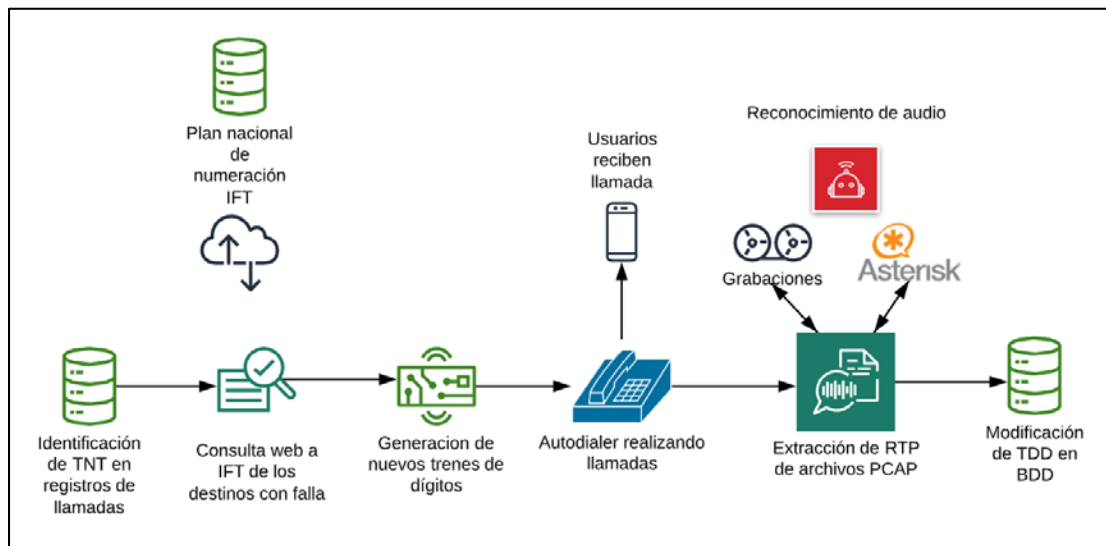 Plan nacional
de
numeración
IFT
Usuarios
reciben
llamada
Reconocimiento de audio
Grabaciones
Asterisk
Identificación
de TNT en
registros de
llamadas
Consulta web a
IFT de los
destinos con falla
Generacion de
nuevos trenes de
dígitos
Autodialer realizando
llamadas
Extracción de RTP
de archivos PCAP
Modificación
de TDD en
BDD